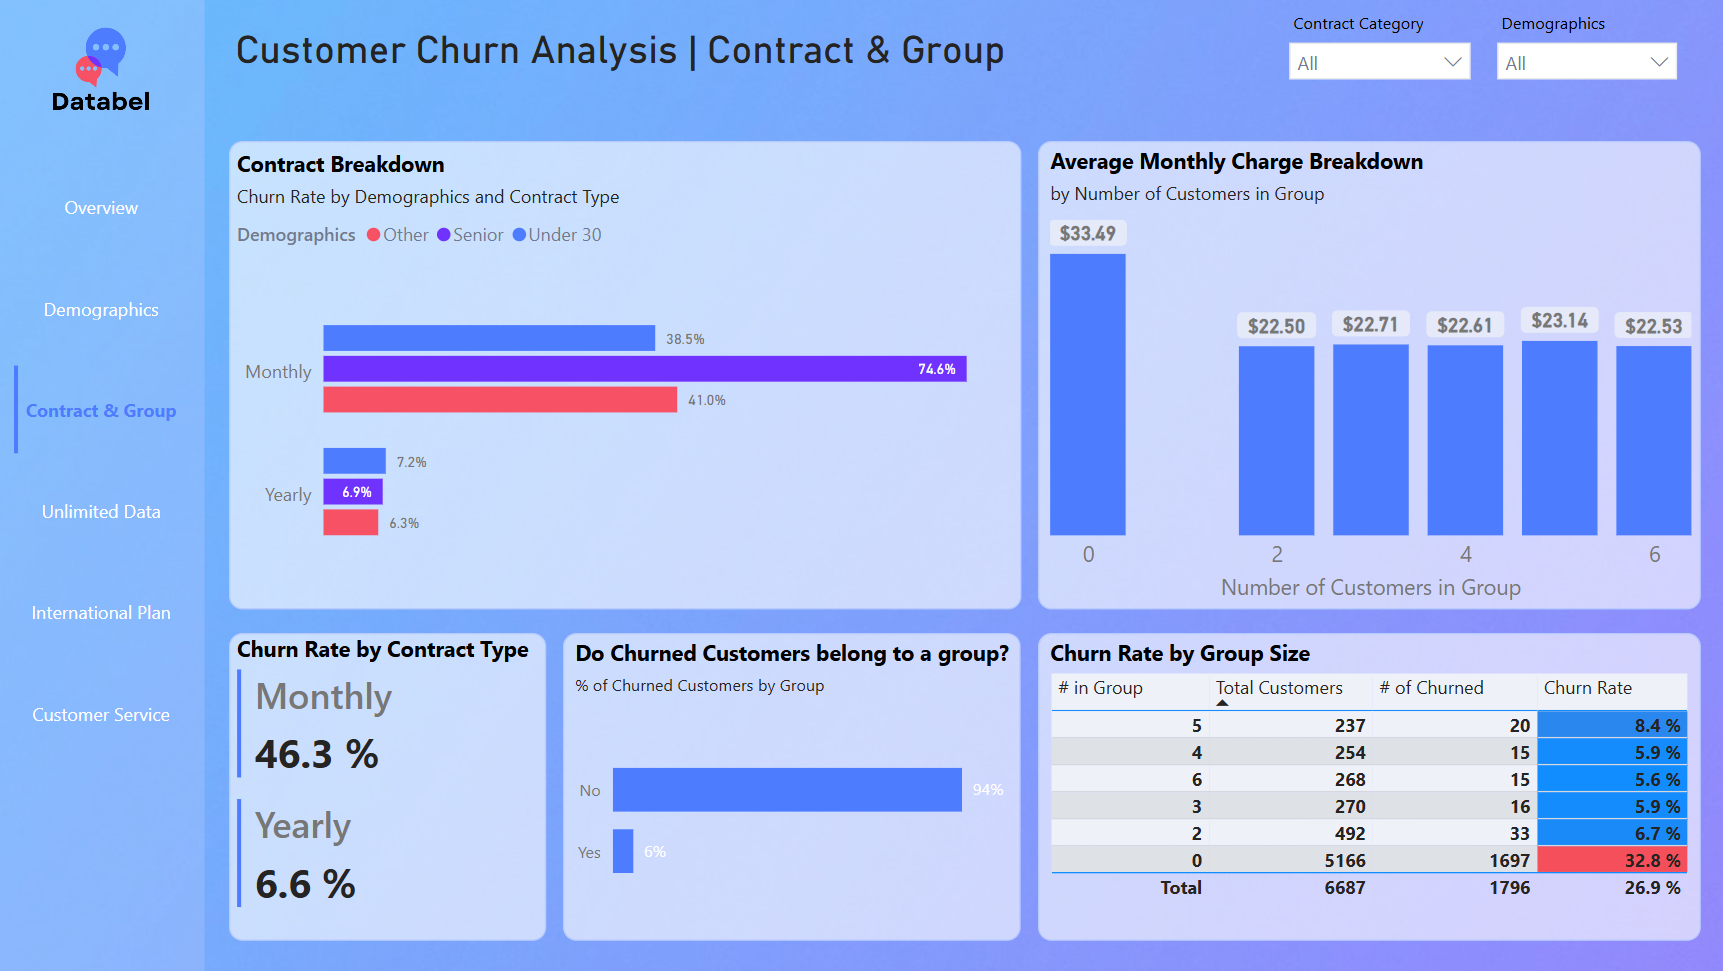 Databel
Overview
Demographics
Contract & Group
Unlimited Data
International Plan
Customer Service
Customer Churn Analysis | Contract & Group
Contract Category
All
Demographics
All
Contract Breakdown
Churn Rate by Demographics and Contract Type
Demographics Other Senior Under 30
38.5%
Monthly 74.6%
41.0%
7.2%
Yearly 6.9%
6.3%
Average Monthly Charge Breakdown
by Number of Customers in Group
$33.49 $22.50 $22.71 $22.61 $23.14 $22.53
0 2 4 6
Number of Customers in Group
Churn Rate by Contract Type
Monthly
46.3 %
Yearly
6.6 %
Do Churned Customers belong to a group?
% of Churned Customers by Group
No 94%
Yes 6%
Churn Rate by Group Size
# in Group Total Customers # of Churned Churn Rate
5 237 20 8.4 %
4 254 15 5.9 %
6 268 15 5.6 %
3 270 16 5.9 %
2 492 33 6.7 %
0 5166 1697 32.8 %
Total 6687 1796 26.9 %